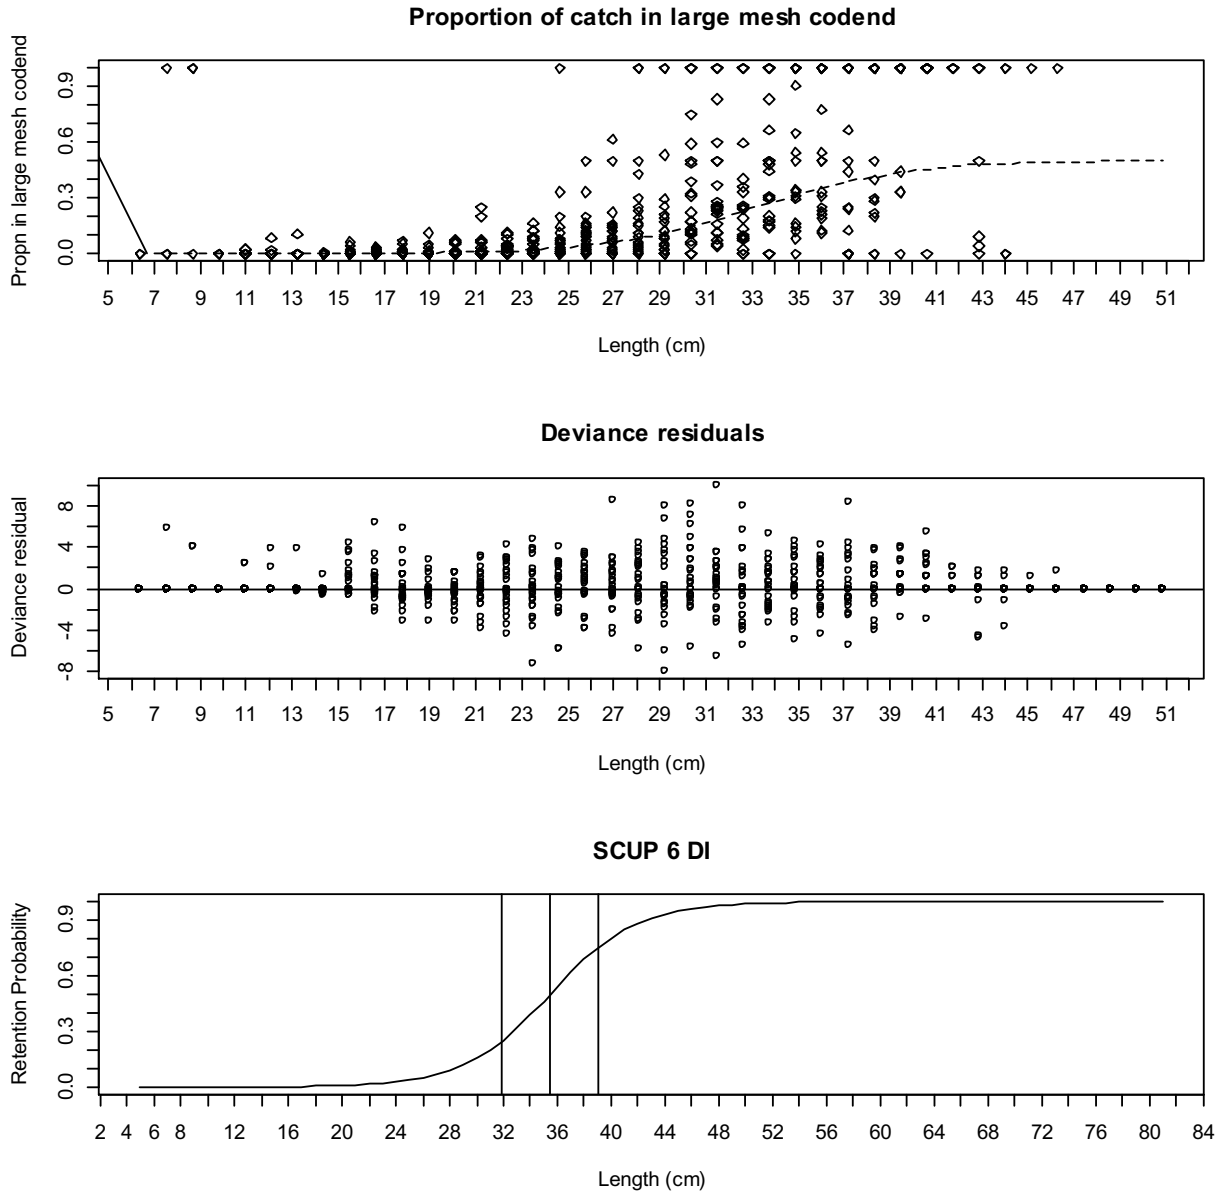 Proportion of catch in large mesh codend
Propn in large mesh codend
0.0 0.3 0.6 0.9
5 7 9 11 13 15 17 19 21 23 25 27 29 31 33 35 37 39 41 43 45 47 49 51
Length (cm)
Deviance residuals
Deviance residual
-8 -4 0 4 8
5 7 9 11 13 15 17 19 21 23 25 27 29 31 33 35 37 39 41 43 45 47 49 51
Length (cm)
SCUP 6 DI
Retention Probability
0.0 0.3 0.6 0.9
2 4 6 8 12 16 20 24 28 32 36 40 44 48 52 56 60 64 68 72 76 80 84
Length (cm)